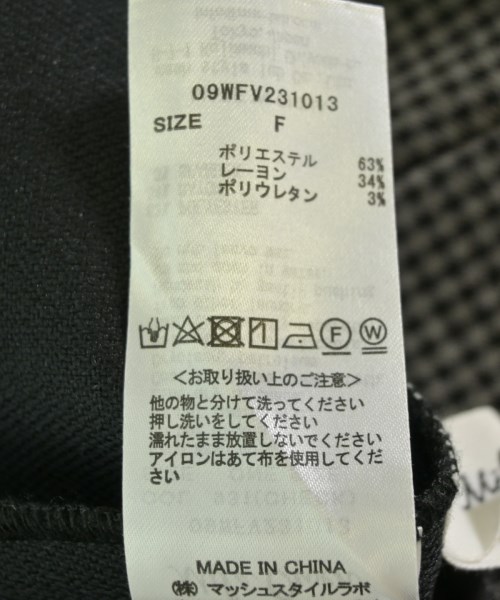 09WFV231013
SIZE F
ポリエステル 63%
レーヨン 34%
ポリウレタン 3%
F W
<お取り扱い上のご注意>
他の物と分けて洗ってください
押し洗いをしてください
濡れたまま放置しないでください
アイロンはあて布を使用してくだ
さい
MADE IN CHINA
(株) マッシュスタイルラボ